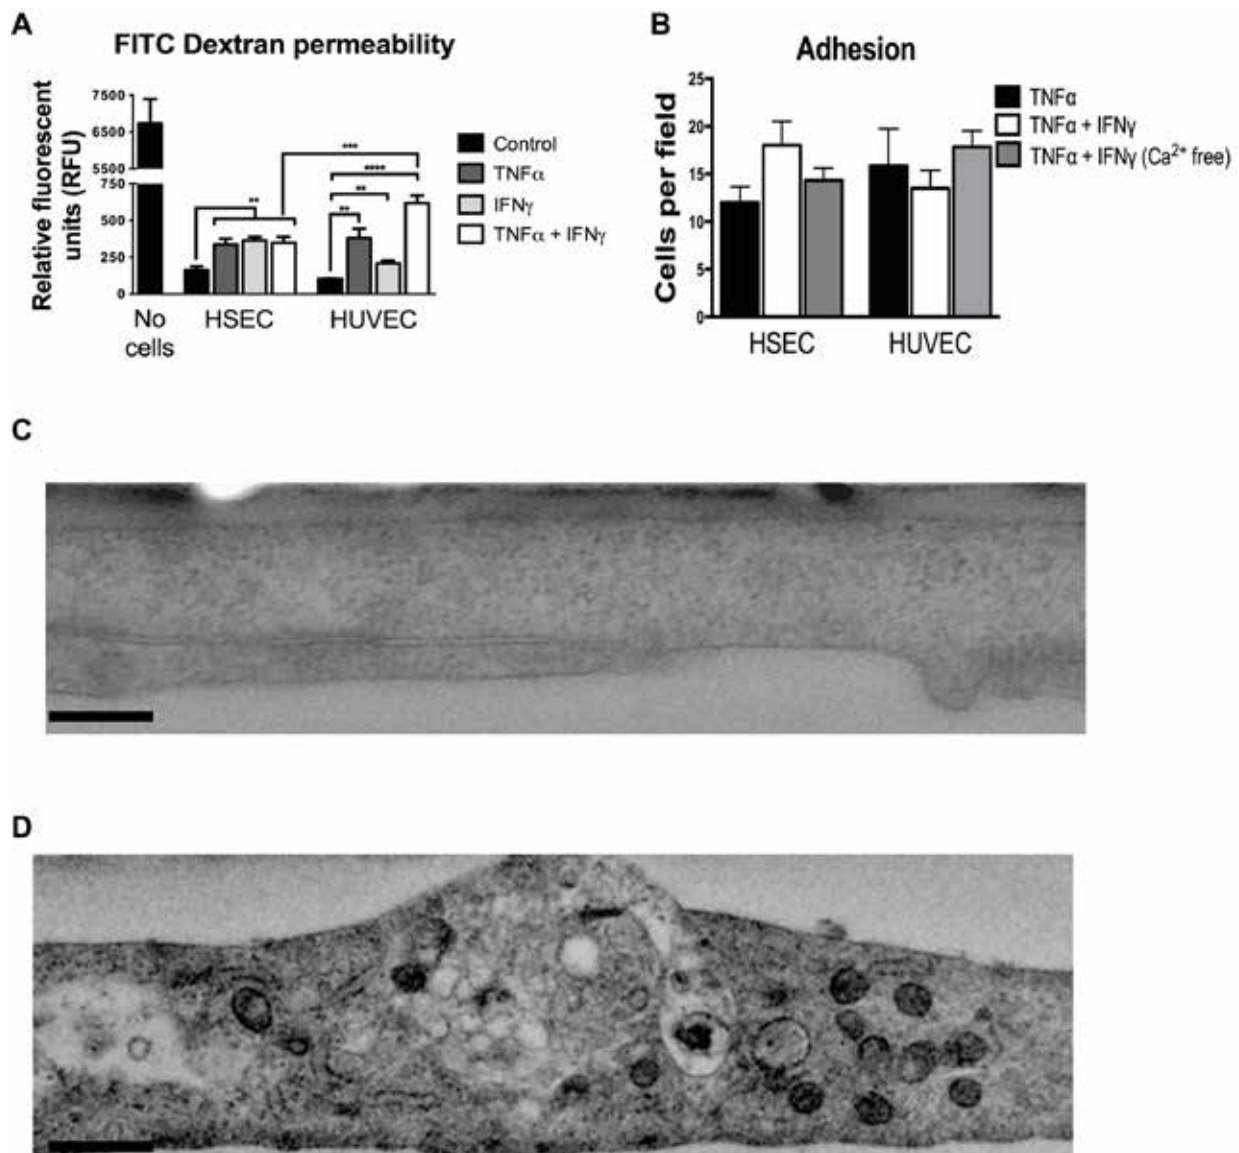 A
FITC Dextran permeability
Relative fluorescent
units (RFU)
7500
6500
5500
750
500
250
0
**
***
****
**
**
No
cells
HSEC
HUVEC
Control
TNFα
IFNγ
TNFα + IFNγ
B
Adhesion
Cells per field
25
20
15
10
5
0
HSEC
HUVEC
TNFα
TNFα + IFNγ
TNFα + IFNγ (Ca²⁺ free)
C
D